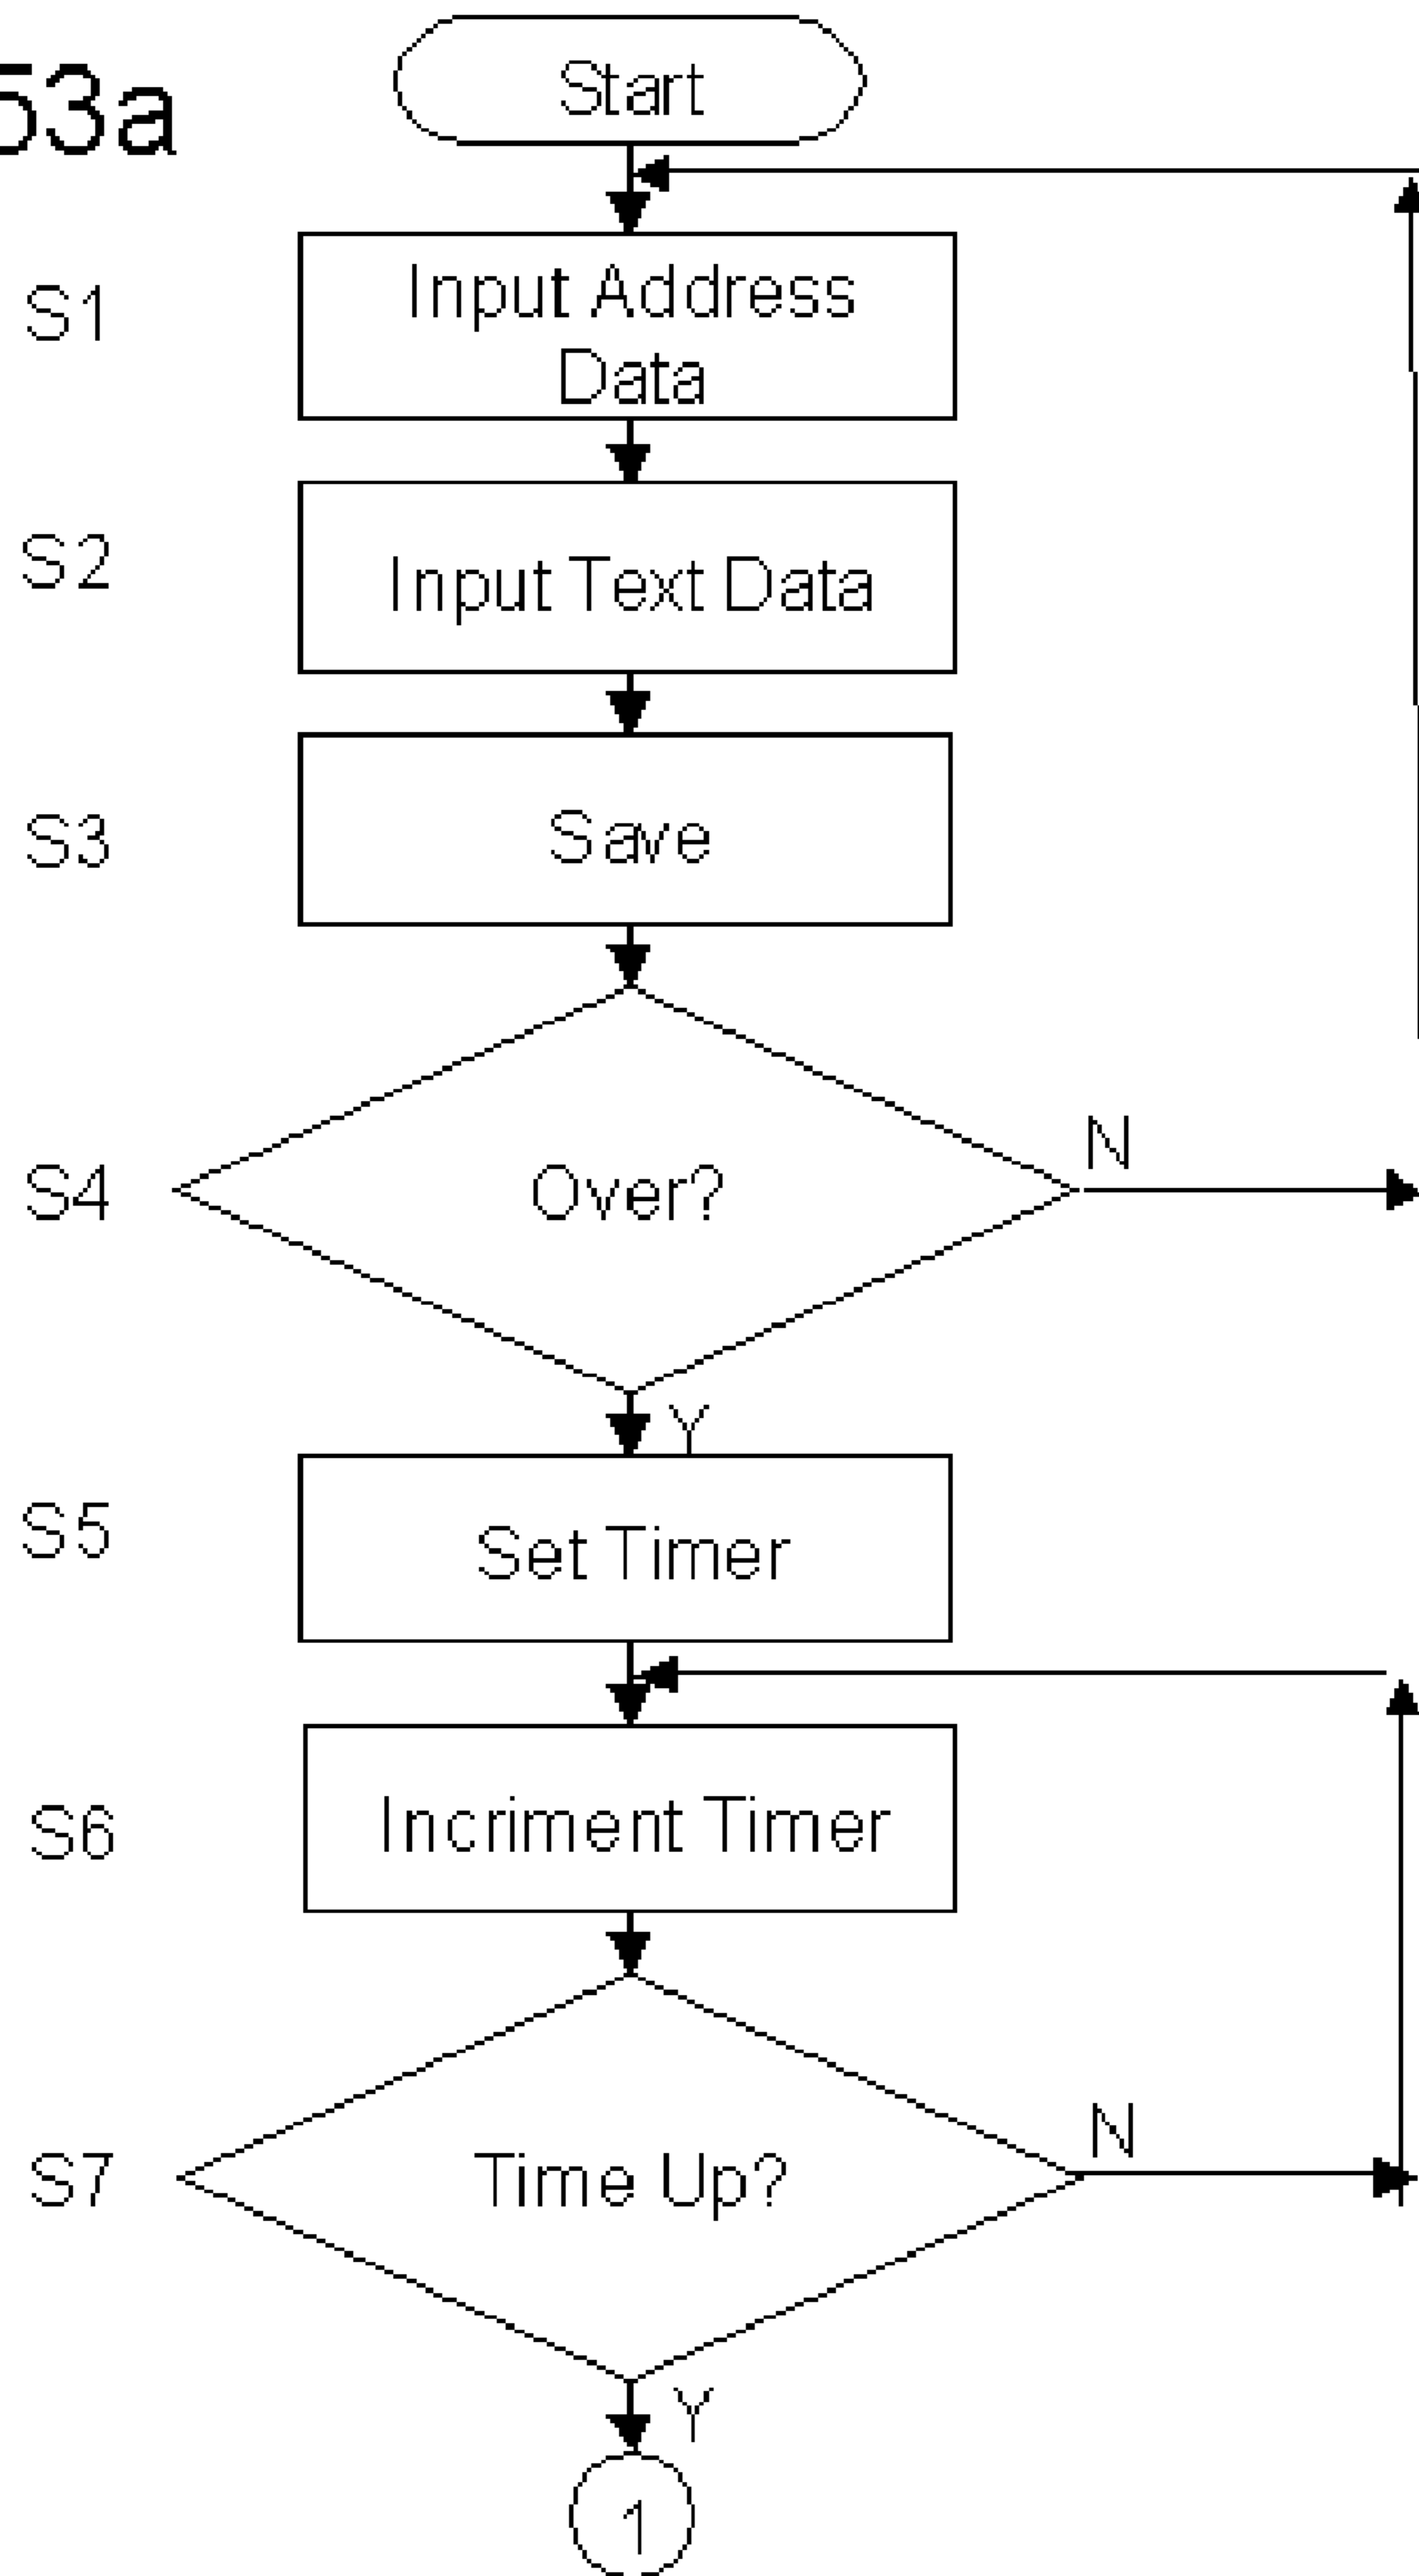 53a
Start
S1
Input Address
Data
S2
Input Text Data
S3
Save
S4
Over?
N
Y
S5
Set Timer
S6
Incriment Timer
S7
Time Up?
N
Y
1